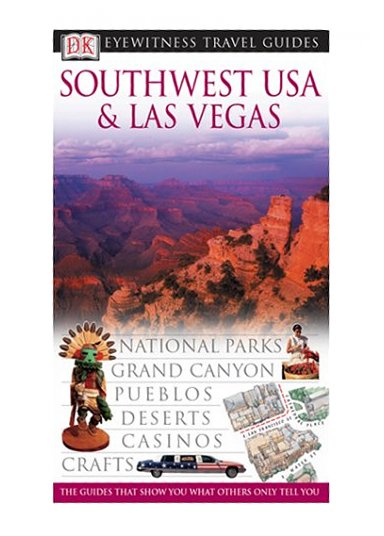 DK EYEWITNESS TRAVEL GUIDES
SOUTHWEST USA
& LAS VEGAS
NATIONAL PARKS
GRAND CANYON
PUEBLOS
DESERTS
CASINOS
CRAFTS
THE GUIDES THAT SHOW YOU WHAT OTHERS ONLY TELL YOU